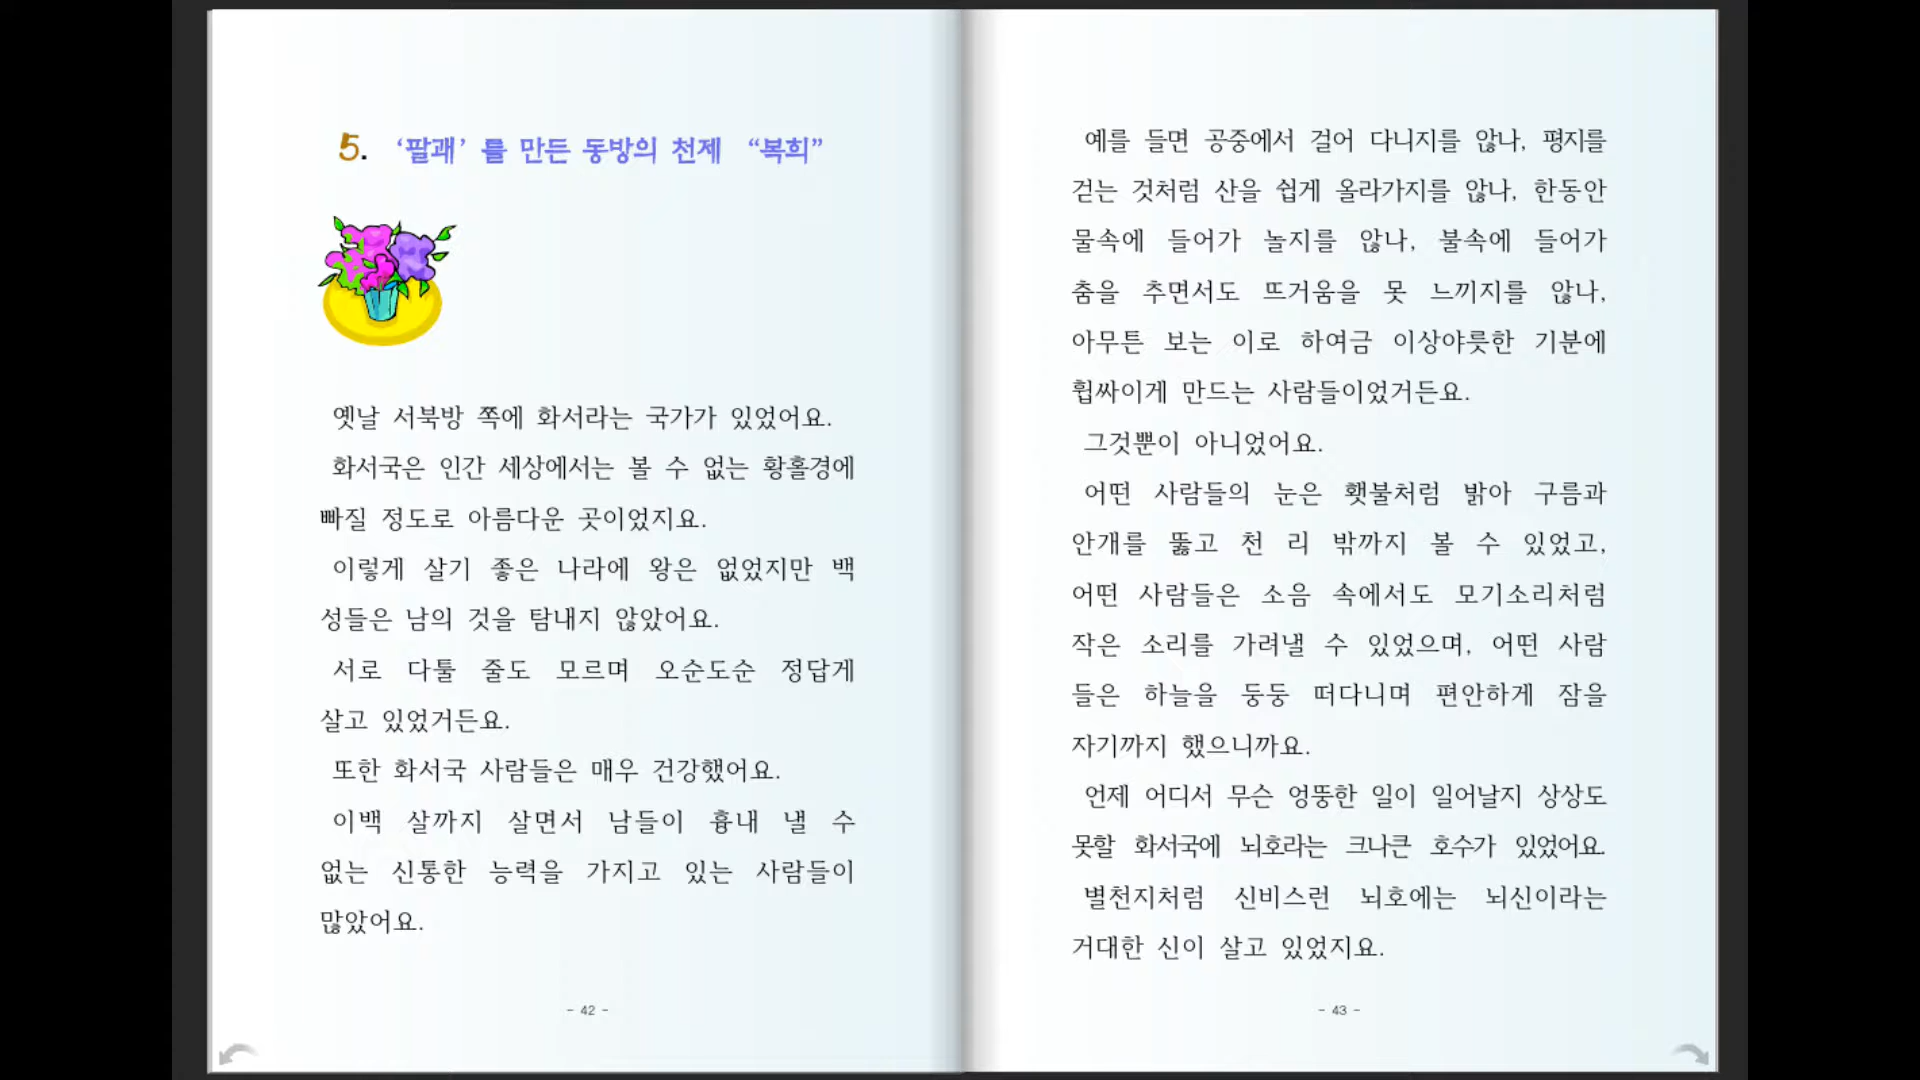 5. ‘팔괘’ 를 만든 동방의 천제 “복희”
옛날 서북방 쪽에 화서라는 국가가 있었어요.
화서국은 인간 세상에서는 볼 수 없는 황홀경에
빠질 정도로 아름다운 곳이었지요.
이렇게 살기 좋은 나라에 왕은 없었지만 백
성들은 남의 것을 탐내지 않았어요.
서로 다툴 줄도 모르며 오순도순 정답게
살고 있었거든요.
또한 화서국 사람들은 매우 건강했어요.
이백 살까지 살면서 남들이 흉내 낼 수
없는 신통한 능력을 가지고 있는 사람들이
많았어요.
- 42 -
예를 들면 공중에서 걸어 다니지를 않나, 평지를
걷는 것처럼 산을 쉽게 올라가지를 않나, 한동안
물속에 들어가 놀지를 않나, 불속에 들어가
춤을 추면서도 뜨거움을 못 느끼지를 않나,
아무튼 보는 이로 하여금 이상야릇한 기분에
휩싸이게 만드는 사람들이었거든요.
그것뿐이 아니었어요.
어떤 사람들의 눈은 횃불처럼 밝아 구름과
안개를 뚫고 천 리 밖까지 볼 수 있었고,
어떤 사람들은 소음 속에서도 모기소리처럼
작은 소리를 가려낼 수 있었으며, 어떤 사람
들은 하늘을 둥둥 떠다니며 편안하게 잠을
자기까지 했으니까요.
언제 어디서 무슨 엉뚱한 일이 일어날지 상상도
못할 화서국에 뇌호라는 크나큰 호수가 있었어요.
별천지처럼 신비스런 뇌호에는 뇌신이라는
거대한 신이 살고 있었지요.
- 43 -